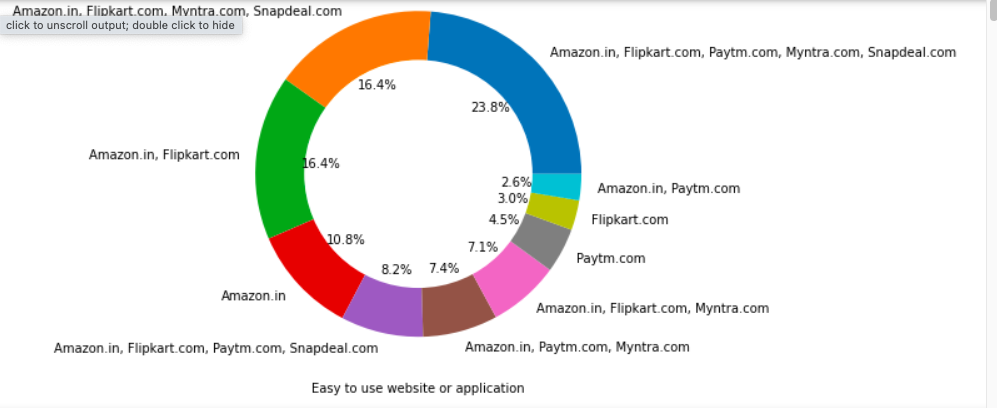 Amazon.in, Flipkart.com, Myntra.com, Snapdeal.com
click to unscroll output; double click to hide
Amazon.in, Flipkart.com, Paytm.com, Myntra.com, Snapdeal.com
16.4%
23.8%
Amazon.in, Flipkart.com
16.4%
2.6%
Amazon.in, Paytm.com
3.0%
Flipkart.com
4.5%
10.8%
7.1%
Paytm.com
8.2%
7.4%
Amazon.in
Amazon.in, Flipkart.com, Myntra.com
Amazon.in, Flipkart.com, Paytm.com, Snapdeal.com
Amazon.in, Paytm.com, Myntra.com
Easy to use website or application